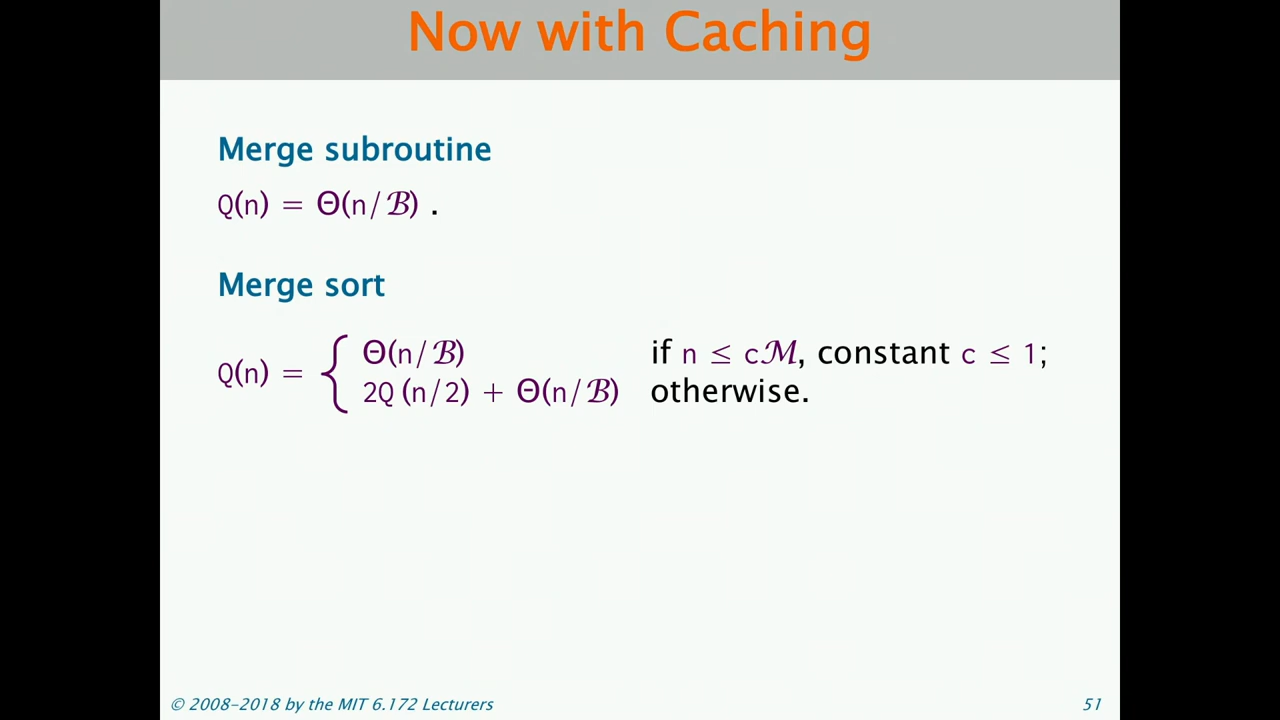 Now with Caching
Merge subroutine
Q(n) = Θ(n/ℬ) .
Merge sort
Q(n) = { Θ(n/ℬ) if n ≤ cℳ, constant c ≤ 1;
2Q(n/2) + Θ(n/ℬ) otherwise.
© 2008–2018 by the MIT 6.172 Lecturers
51